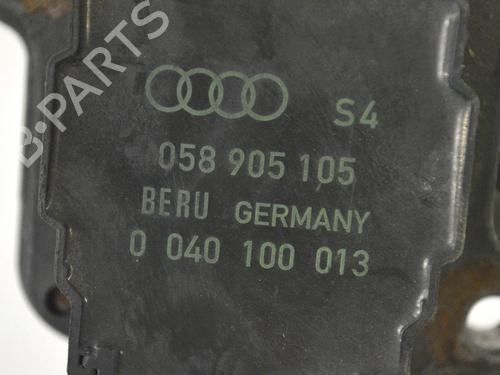 B-PARTS
S4
058 905 105
BERU GERMANY
0 040 100 013